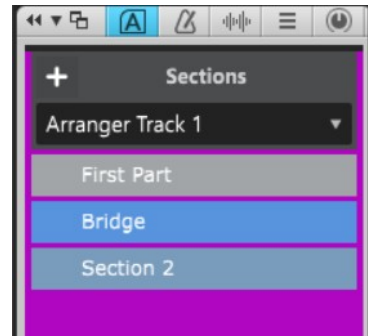 A
Sections
Arranger Track 1
First Part
Bridge
Section 2